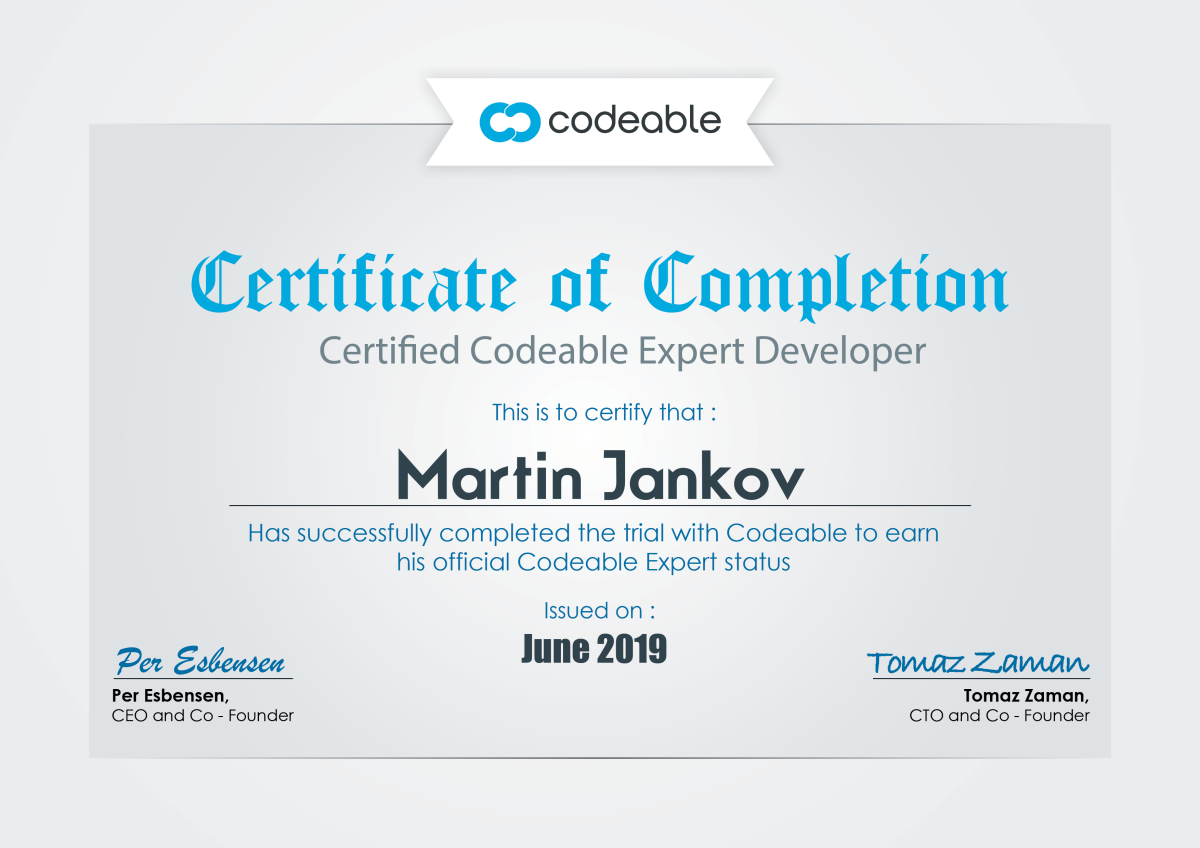 codeable
Certificate of Completion
Certified Codeable Expert Developer
This is to certify that :
Martin Jankov
Has successfully completed the trial with Codeable to earn
his official Codeable Expert status
Issued on :
June 2019
Per Esbensen
Per Esbensen,
CEO and Co - Founder
Tomaz Zaman
Tomaz Zaman,
CTO and Co - Founder